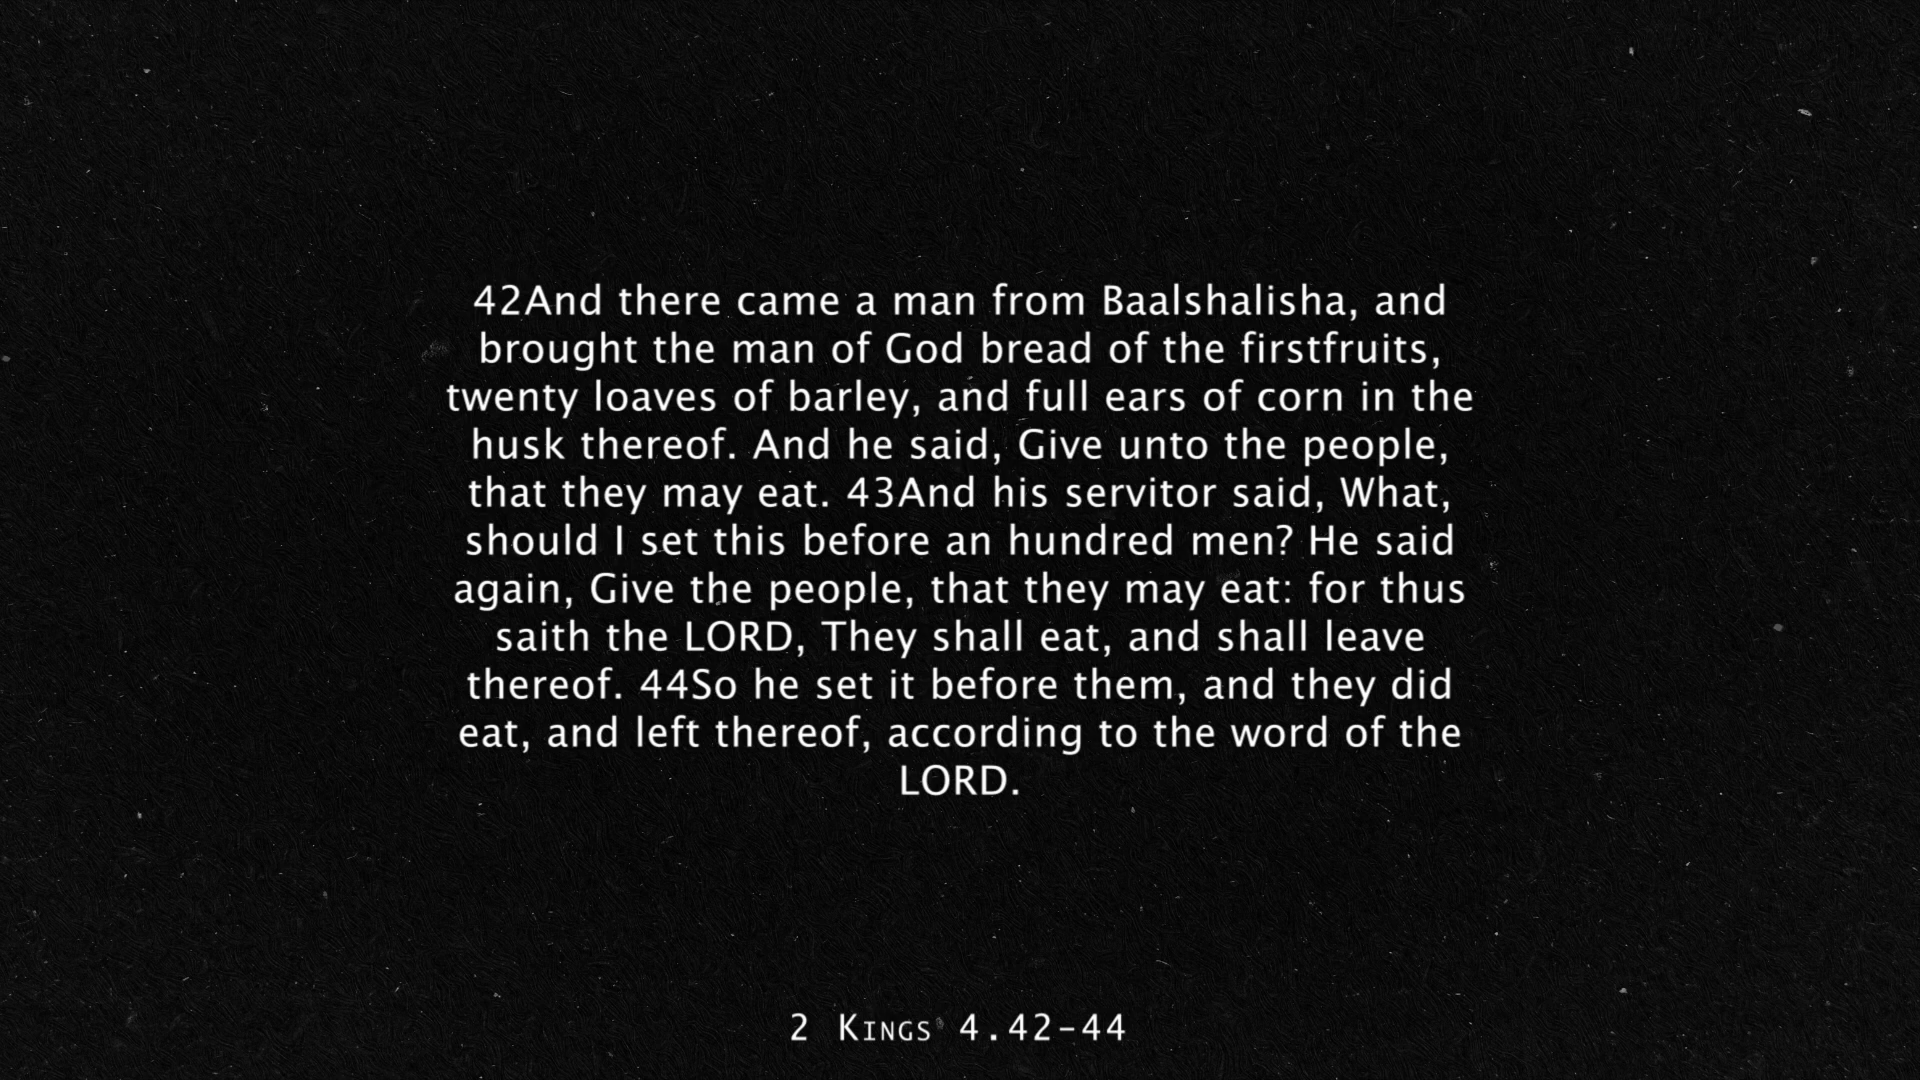 42And there came a man from Baalshalisha, and
brought the man of God bread of the firstfruits,
twenty loaves of barley, and full ears of corn in the
husk thereof. And he said, Give unto the people,
that they may eat. 43And his servitor said, What,
should I set this before an hundred men? He said
again, Give the people, that they may eat: for thus
saith the LORD, They shall eat, and shall leave
thereof. 44So he set it before them, and they did
eat, and left thereof, according to the word of the
LORD.
2 Kings 4.42-44